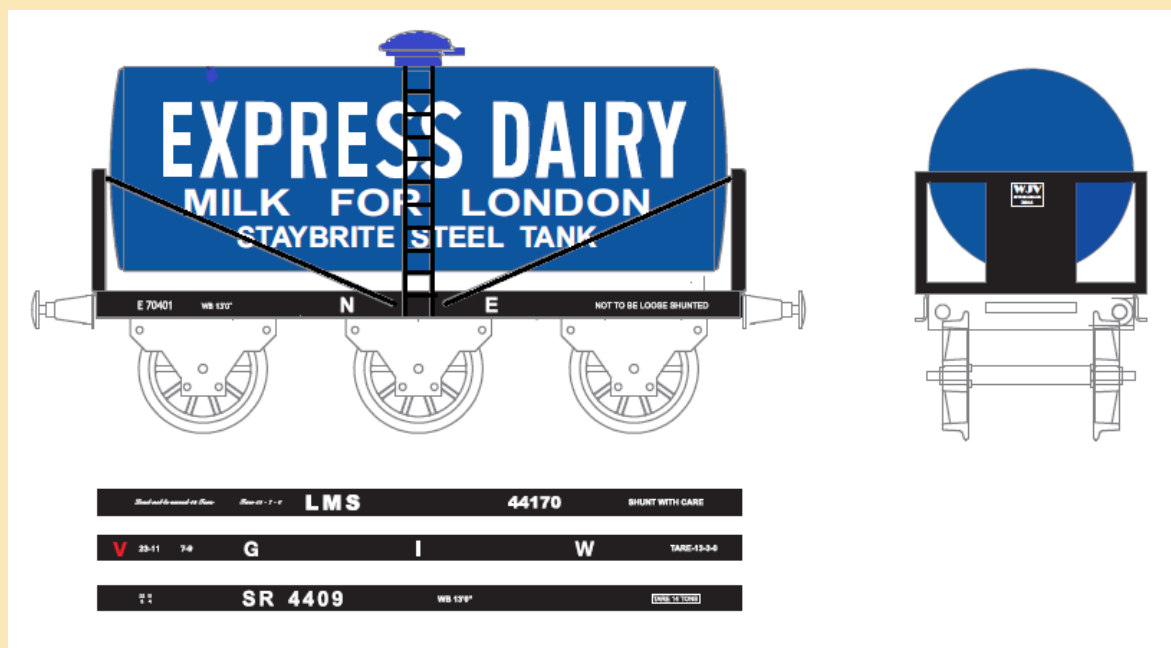 EXPRESS DAIRY
MILK FOR LONDON
STAYBRITE STEEL TANK
WJV
E 70401 WB 13'0" N E NOT TO BE LOOSE SHUNTED
LMS 44170 SHUNT WITH CARE
V 23-11 7-9 G I W TARE-13-3-0
SR 4409 WB 13'0" TARE 14 TONS